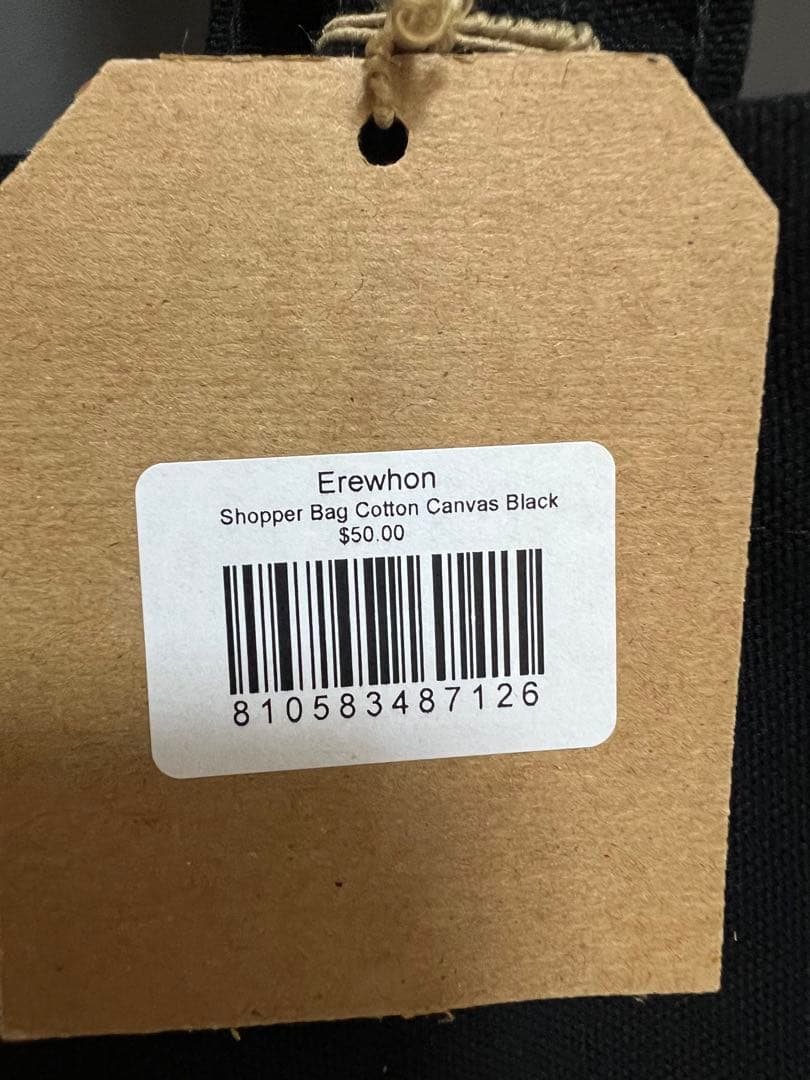 Erewhon
Shopper Bag Cotton Canvas Black
$50.00
810583487126